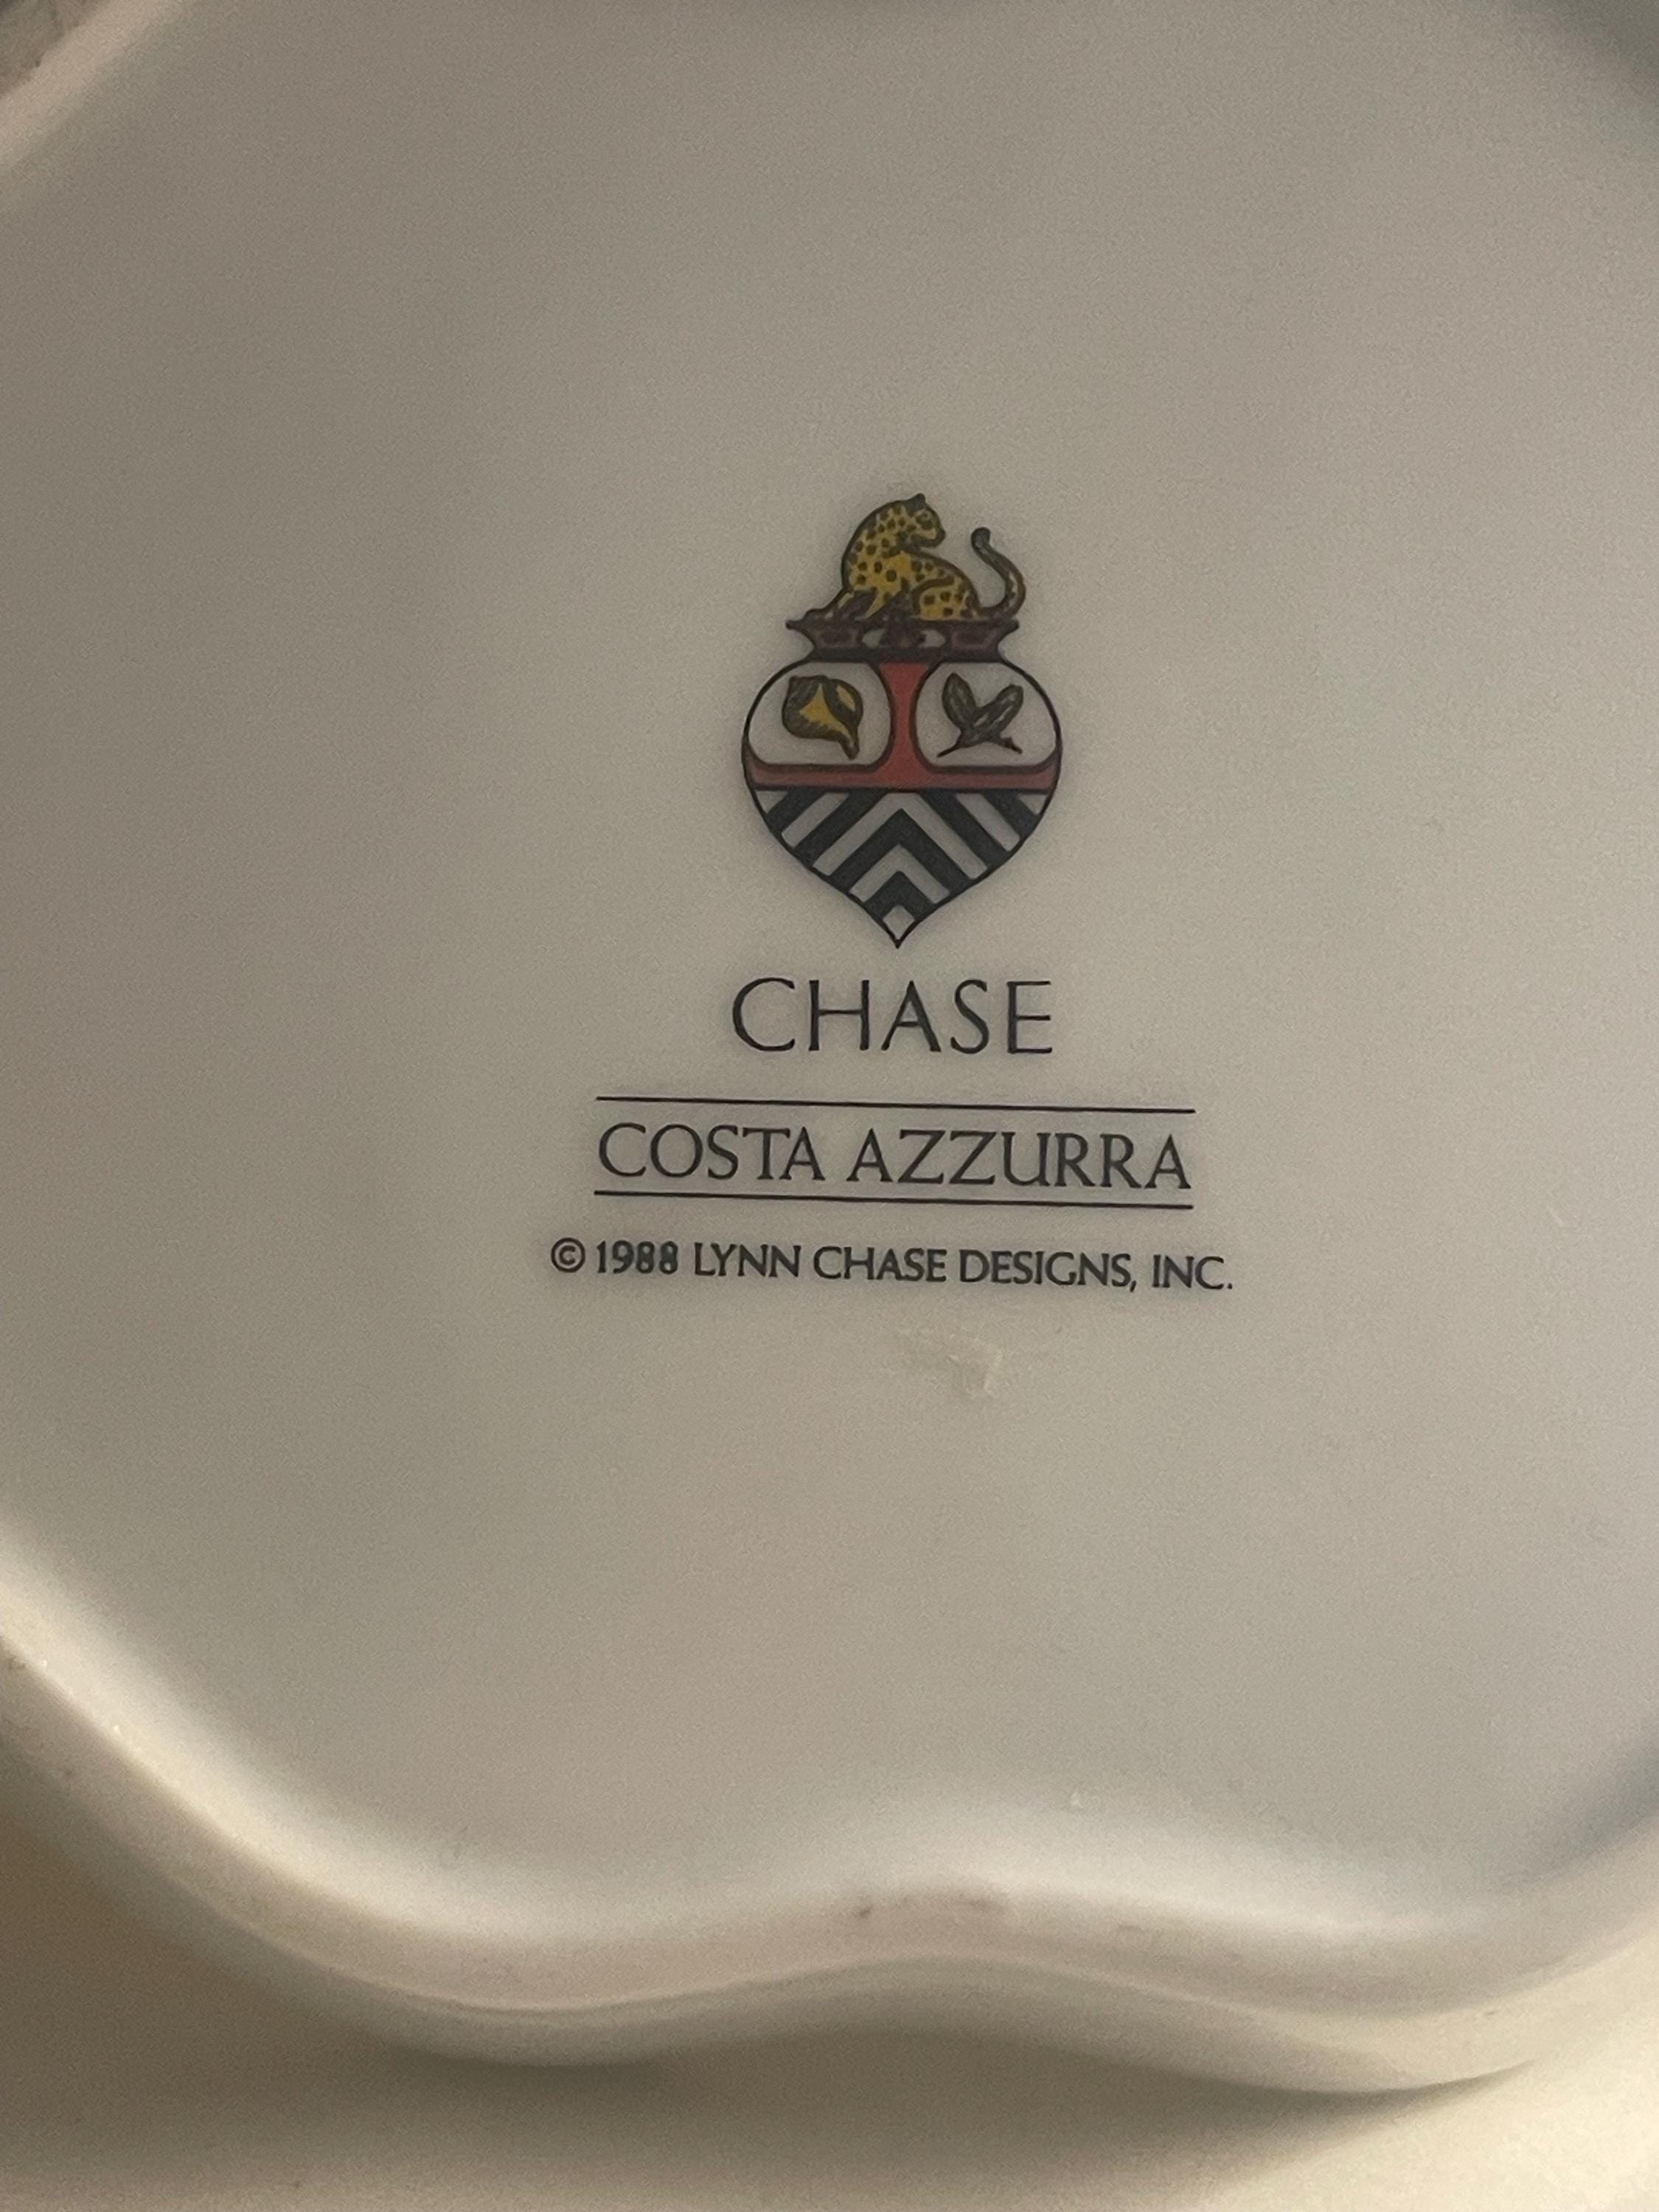 CHASE
COSTA AZZURRA
© 1988 LYNN CHASE DESIGNS, INC.